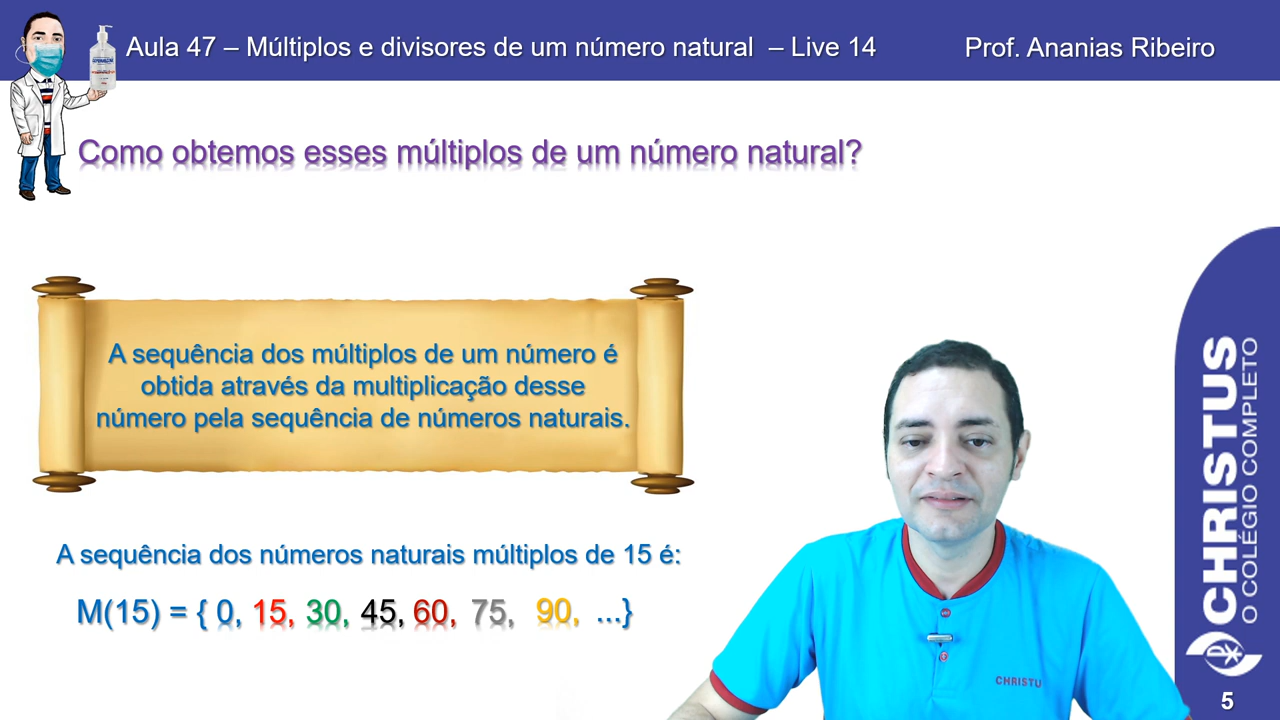 Aula 47 – Múltiplos e divisores de um número natural – Live 14
Prof. Ananias Ribeiro
Como obtemos esses múltiplos de um número natural?
A sequência dos múltiplos de um número é
obtida através da multiplicação desse
número pela sequência de números naturais.
A sequência dos números naturais múltiplos de 15 é:
M(15) = { 0, 15, 30, 45, 60, 75, 90, ...}
CHRISTU
CHRISTUS
O COLÉGIO COMPLETO
5